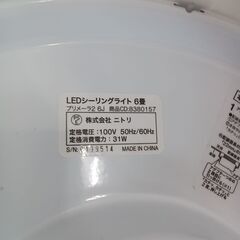 LEDシーリングライト 6畳
プリメーラ2 6J 商品CD:8380157
株式会社 ニトリ
定格電圧:100V 50Hz/60Hz
定格消費電力:31W
S/N: 514 MADE IN CHINA